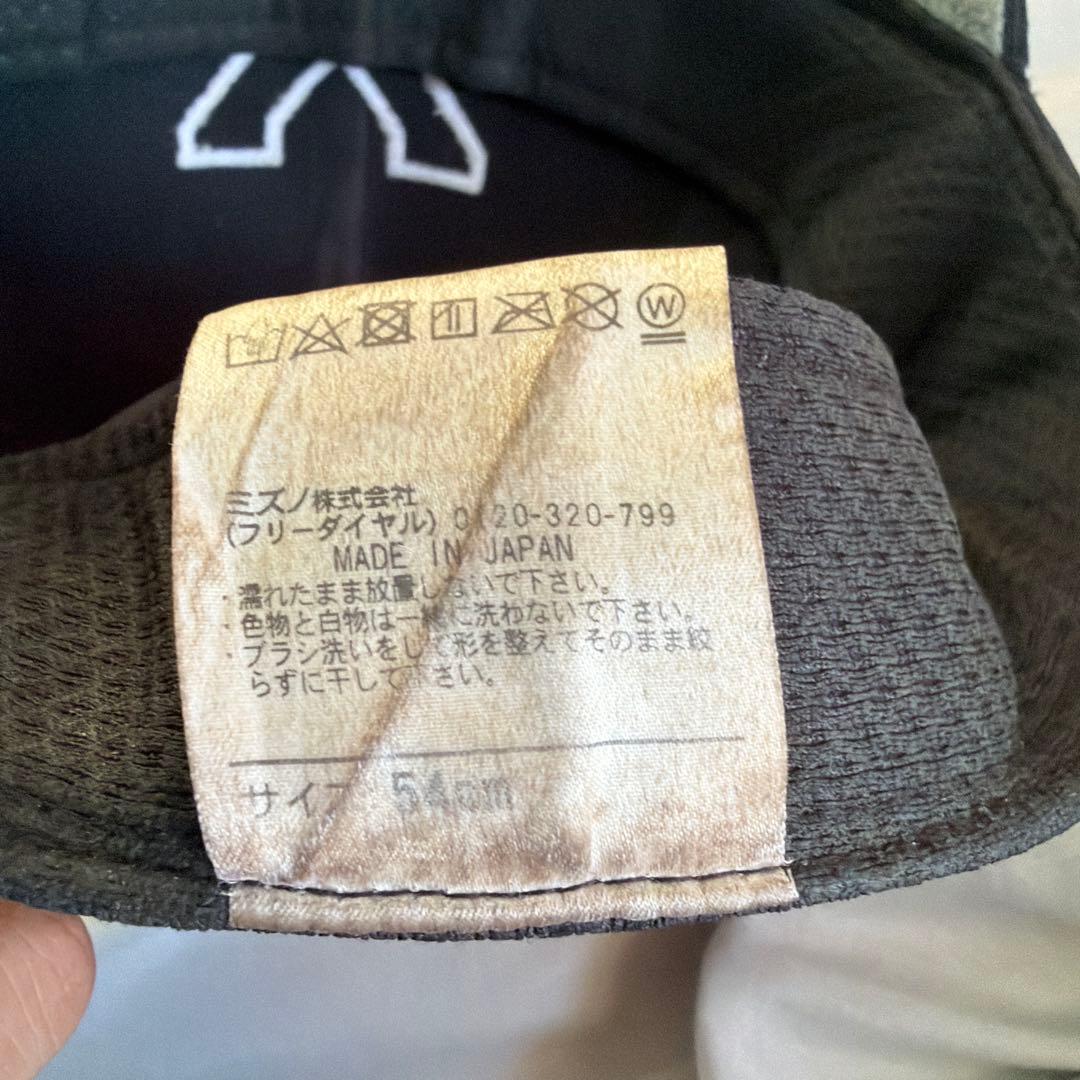 W
ミズノ株式会社
(フリーダイヤル) 0120-320-799
MADE IN JAPAN
・濡れたまま放置しないで下さい。
・色物と白物は一緒に洗わないで下さい。
・ブラシ洗いをして形を整えてそのまま絞
らずに干して下さい。
サイズ 54cm